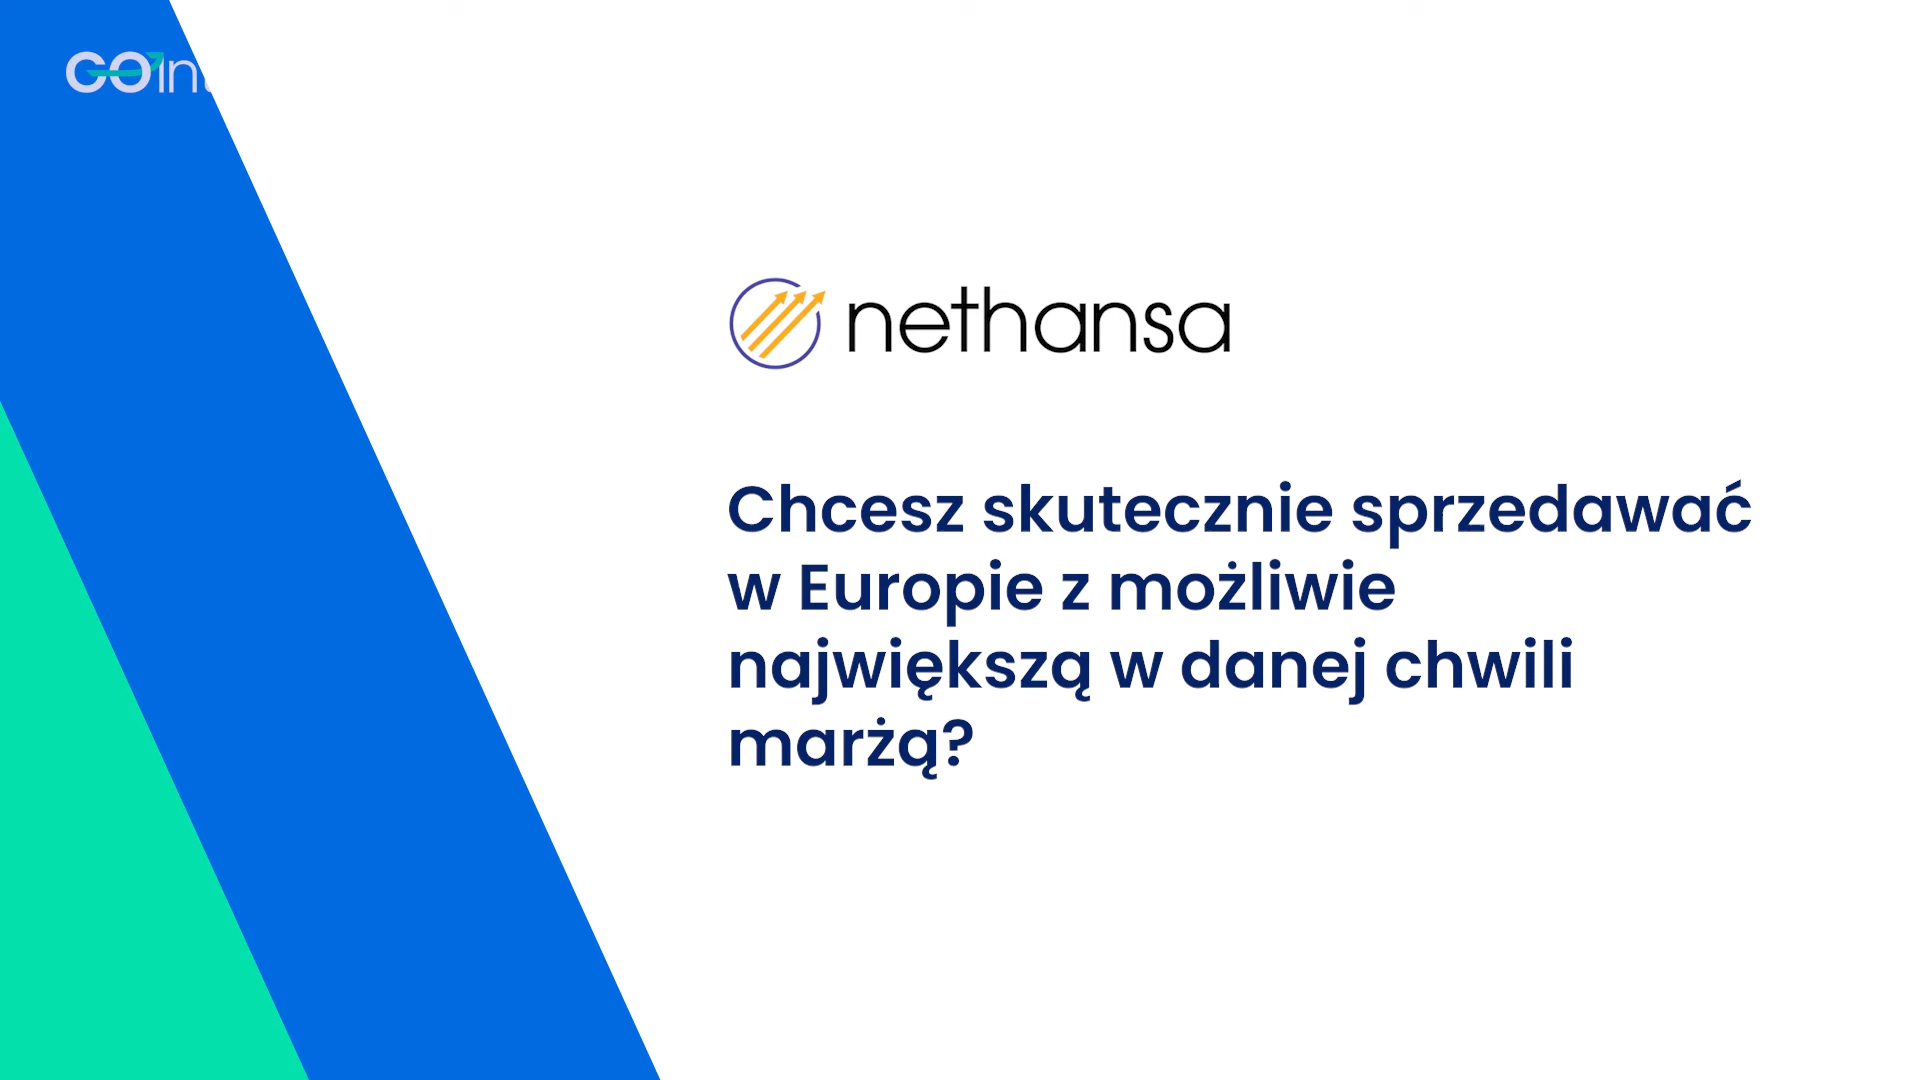 nethansa
Chcesz skutecznie sprzedawać
w Europie z możliwie
największą w danej chwili
marżą?